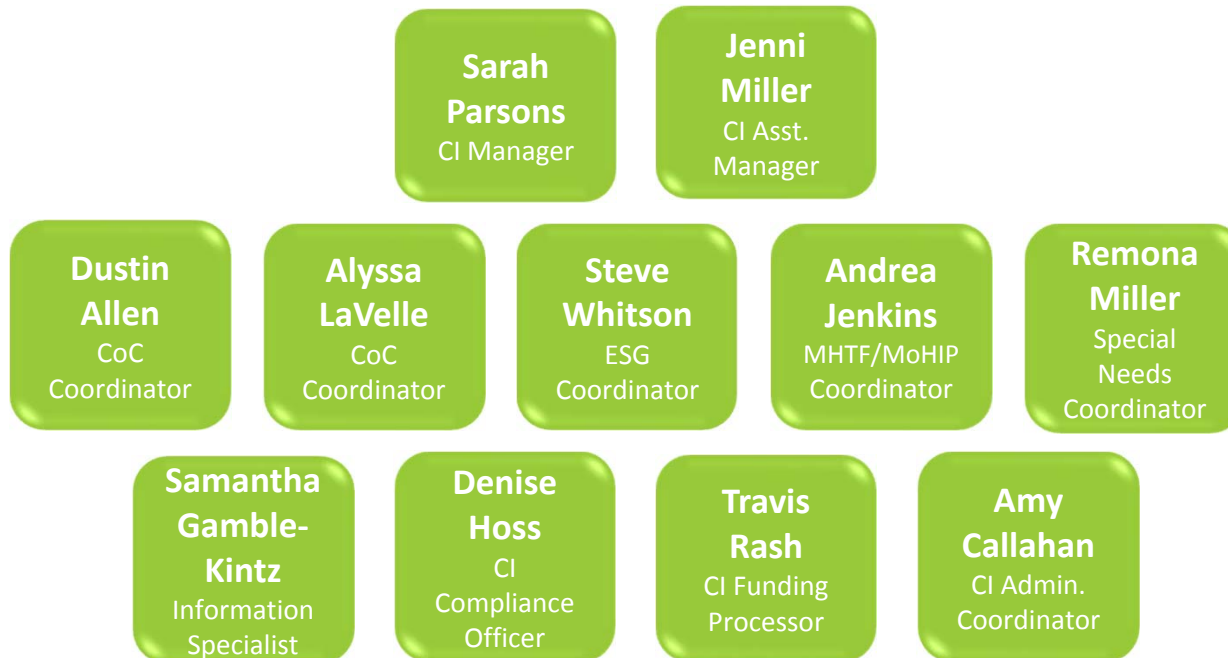 Sarah
Parsons
CI Manager
Jenni
Miller
CI Asst.
Manager
Dustin
Allen
CoC
Coordinator
Alyssa
LaVelle
CoC
Coordinator
Steve
Whitson
ESG
Coordinator
Andrea
Jenkins
MHTF/MoHIP
Coordinator
Remona
Miller
Special
Needs
Coordinator
Samantha
Gamble-
Kintz
Information
Specialist
Denise
Hoss
CI
Compliance
Officer
Travis
Rash
CI Funding
Processor
Amy
Callahan
CI Admin.
Coordinator